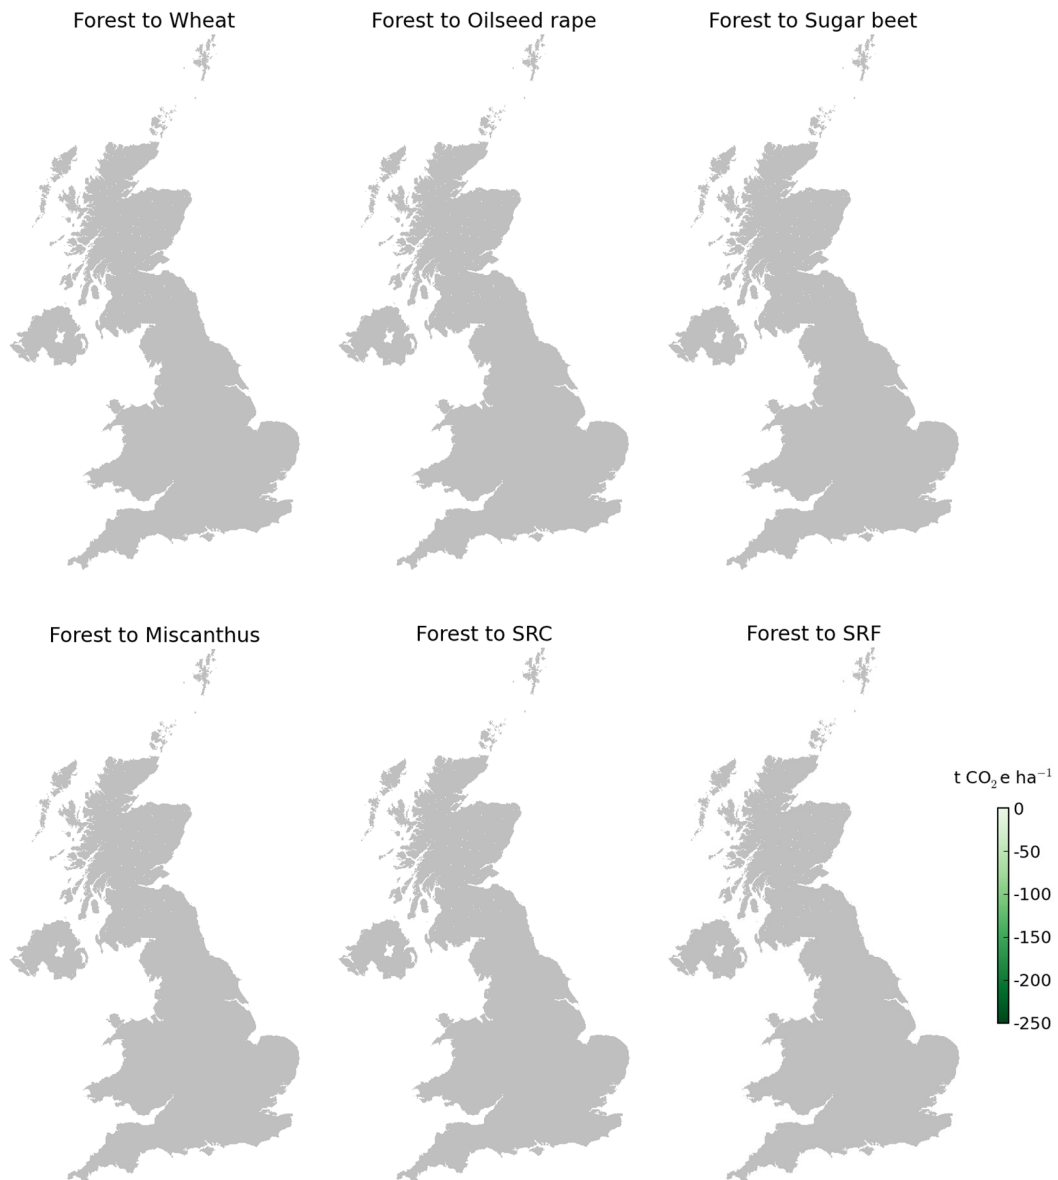 Forest to Wheat
Forest to Oilseed rape
Forest to Sugar beet
Forest to Miscanthus
Forest to SRC
Forest to SRF
t CO₂e ha⁻¹
0
-50
-100
-150
-200
-250